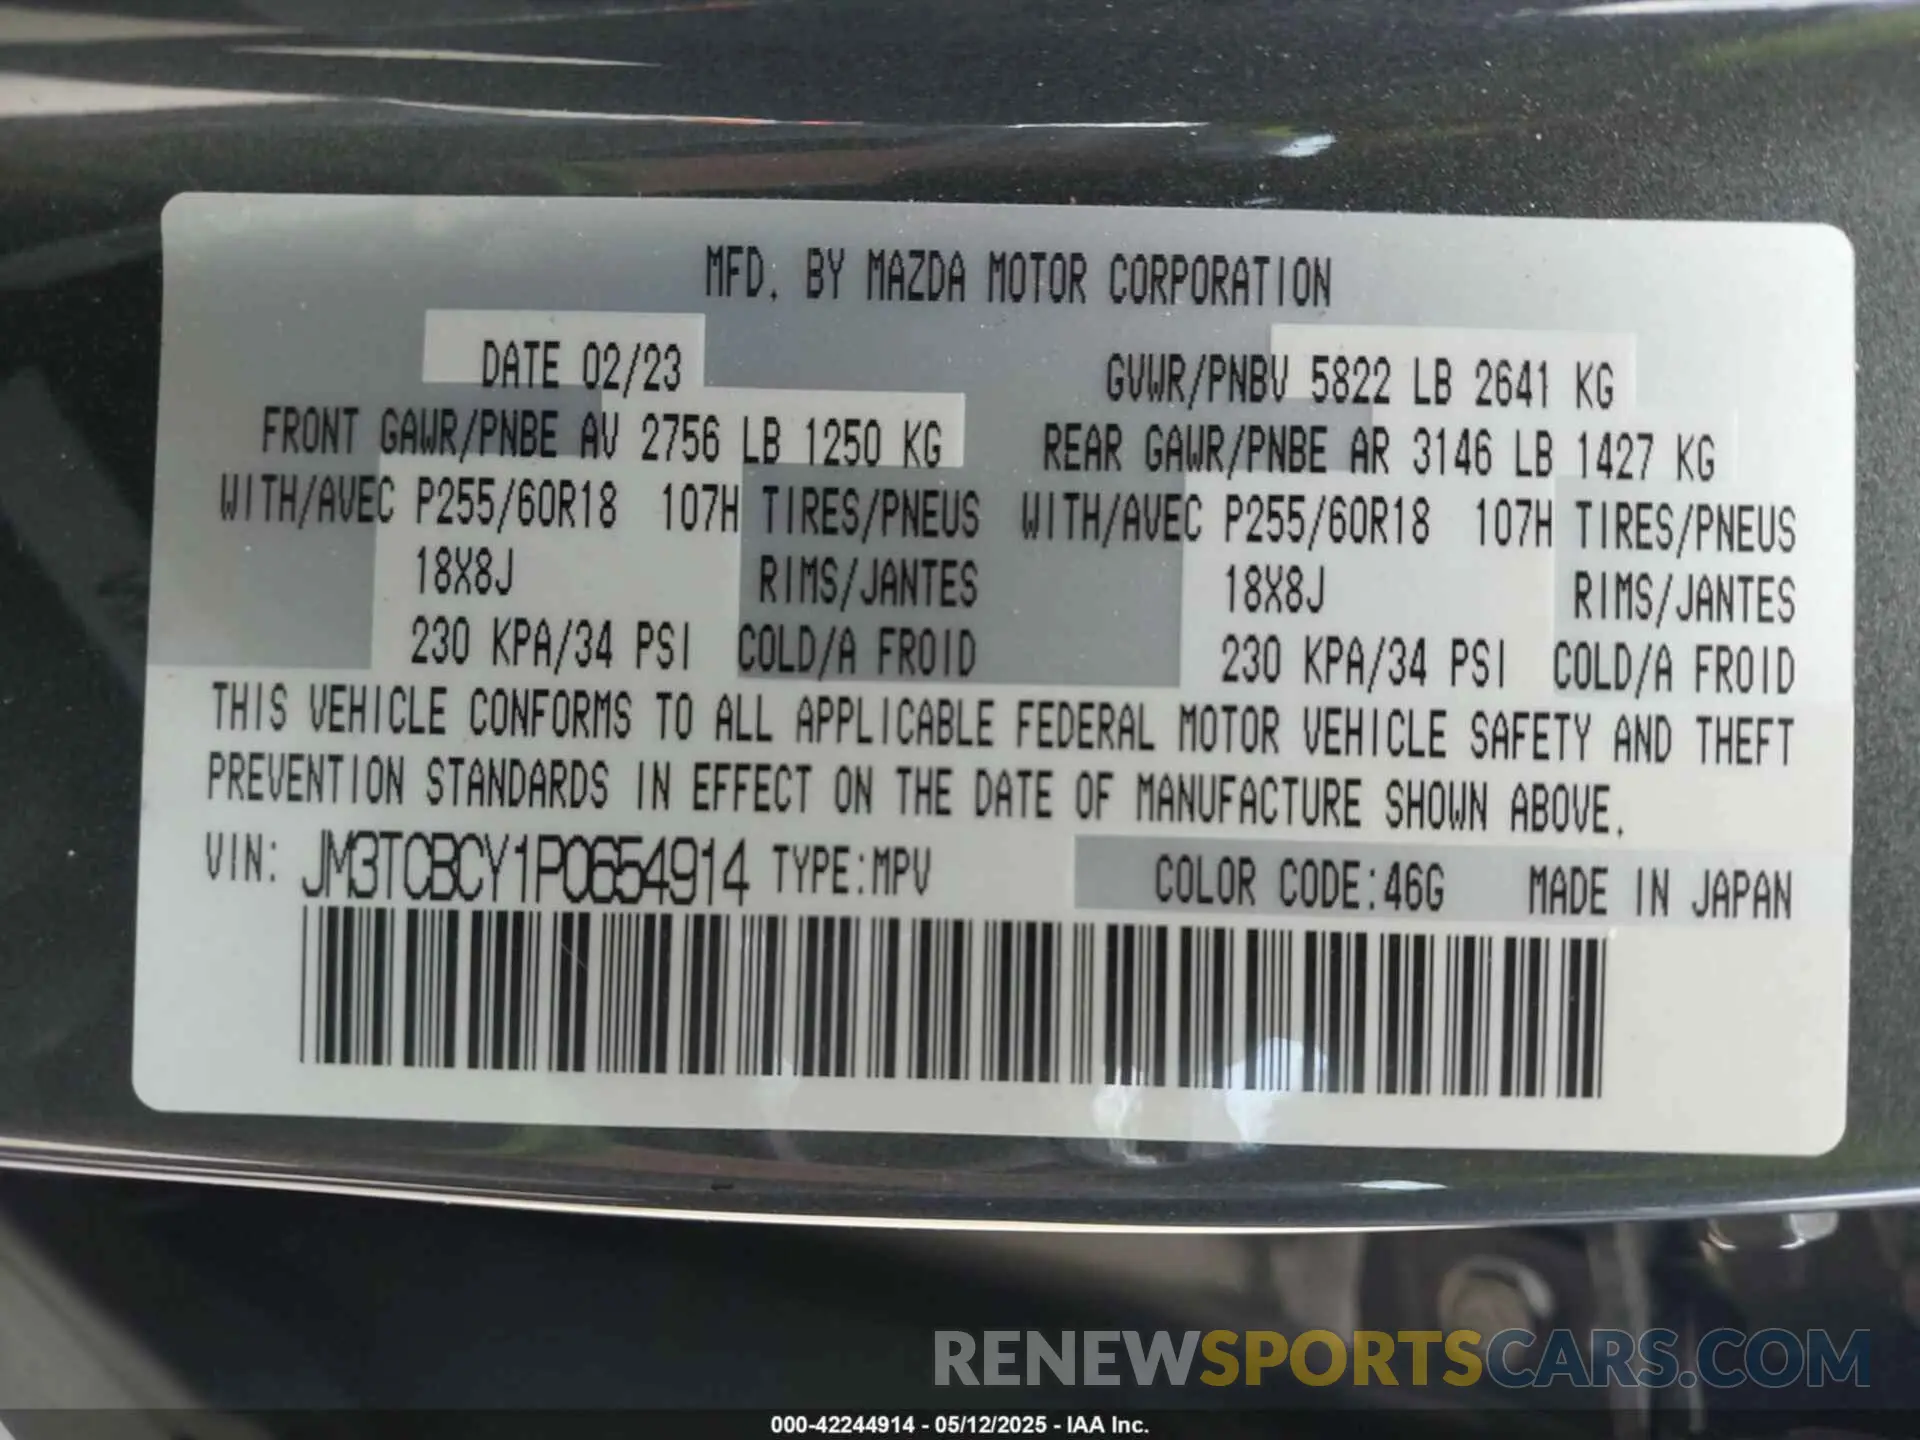 MFD. BY MAZDA MOTOR CORPORATION
DATE 02/23 GVWR/PNBV 5822 LB 2641 KG
FRONT GAWR/PNBE AV 2756 LB 1250 KG REAR GAWR/PNBE AR 3146 LB 1427 KG
WITH/AVEC P255/60R18 107H TIRES/PNEUS WITH/AVEC P255/60R18 107H TIRES/PNEUS
18X8J RIMS/JANTES 18X8J RIMS/JANTES
230 KPA/34 PSI COLD/A FROID 230 KPA/34 PSI COLD/A FROID
THIS VEHICLE CONFORMS TO ALL APPLICABLE FEDERAL MOTOR VEHICLE SAFETY AND THEFT
PREVENTION STANDARDS IN EFFECT ON THE DATE OF MANUFACTURE SHOWN ABOVE.
VIN: JM3TCBCY1P0654914 TYPE:MPV COLOR CODE:46G MADE IN JAPAN
RENEWSPORTSCARS.COM
000-42244914 - 05/12/2025 - IAA Inc.